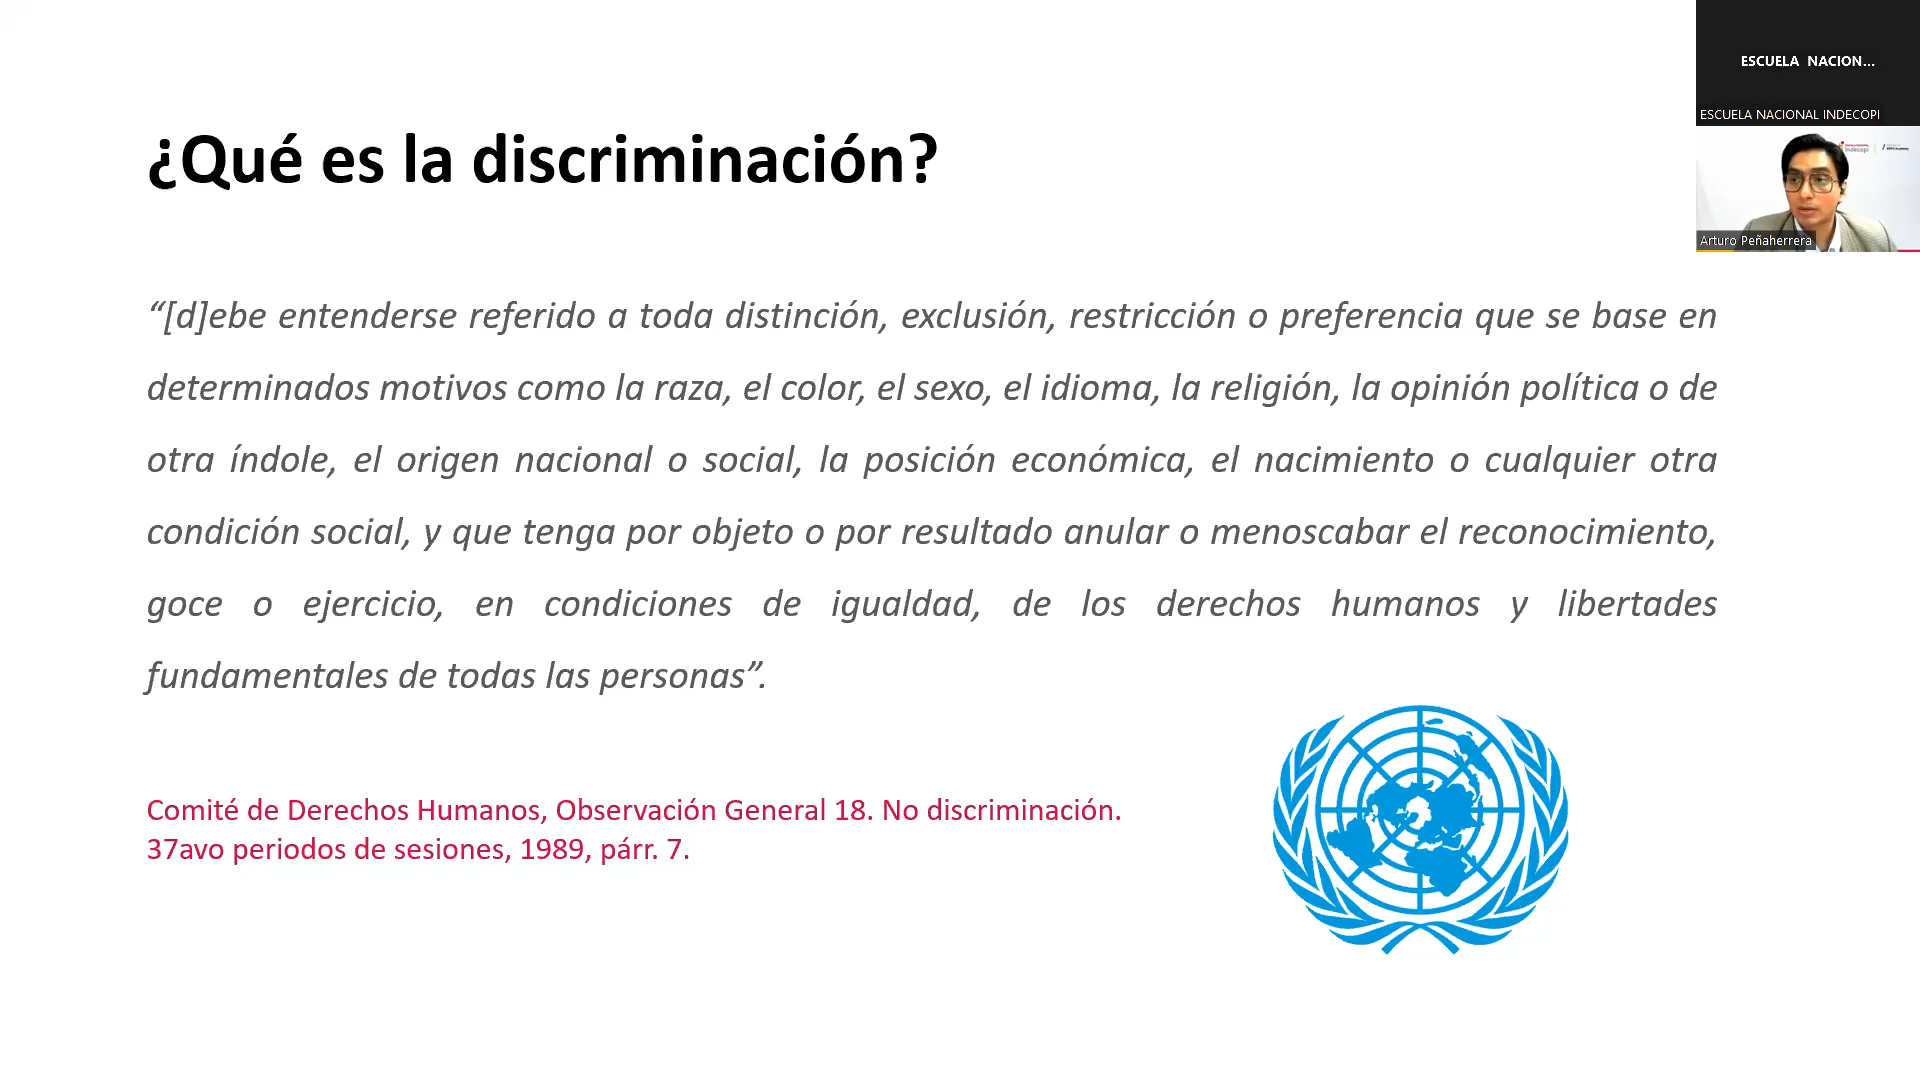 ¿Qué es la discriminación?
“[d]ebe entenderse referido a toda distinción, exclusión, restricción o preferencia que se base en
determinados motivos como la raza, el color, el sexo, el idioma, la religión, la opinión política o de
otra índole, el origen nacional o social, la posición económica, el nacimiento o cualquier otra
condición social, y que tenga por objeto o por resultado anular o menoscabar el reconocimiento,
goce o ejercicio, en condiciones de igualdad, de los derechos humanos y libertades
fundamentales de todas las personas”.
Comité de Derechos Humanos, Observación General 18. No discriminación.
37avo periodos de sesiones, 1989, párr. 7.
ESCUELA NACION...
ESCUELA NACIONAL INDECOPI
indecopi
Arturo Peñaherrera